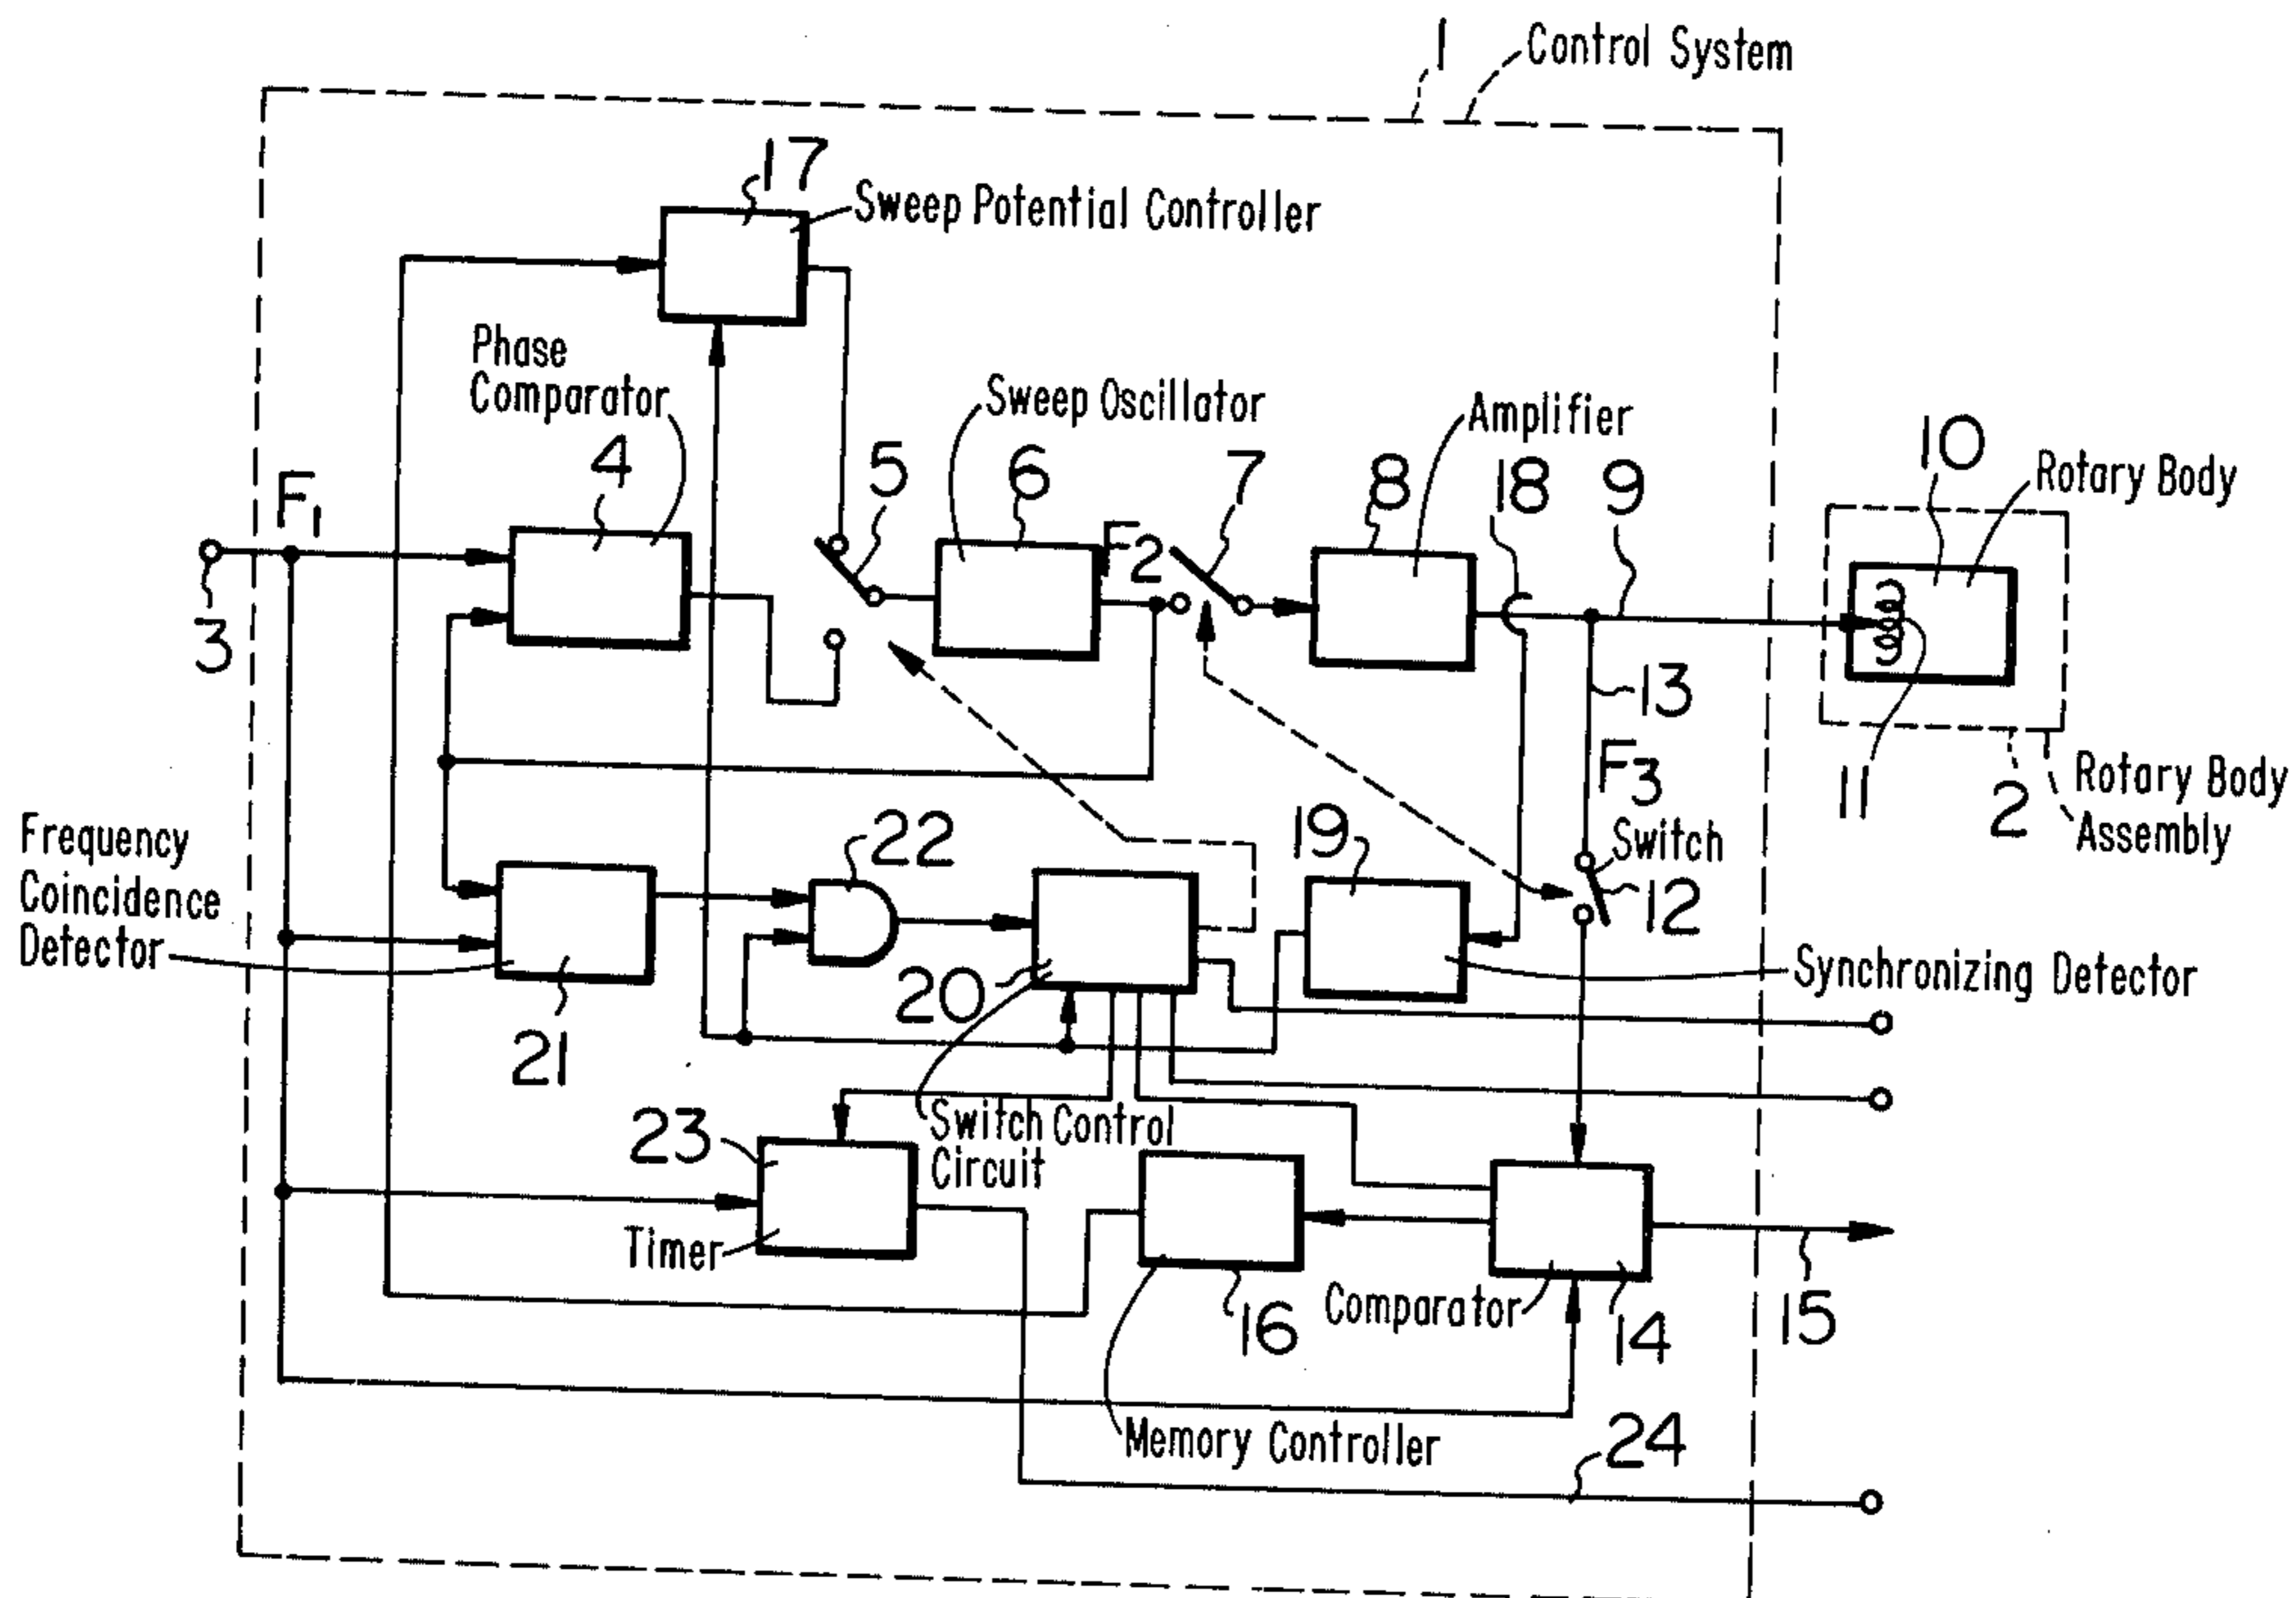 1
Control System
17
Sweep Potential Controller
Phase
Comparator
4
Sweep Oscillator
5
6
7
Amplifier
8
18
9
10
Rotary Body
F1
F2
3
13
F3
11
2
Rotary Body
Assembly
Frequency
Coincidence
Detector
22
19
Switch
12
20
21
Synchronizing Detector
23
Switch Control
Circuit
Timer
16
Comparator
14
15
Memory Controller
24